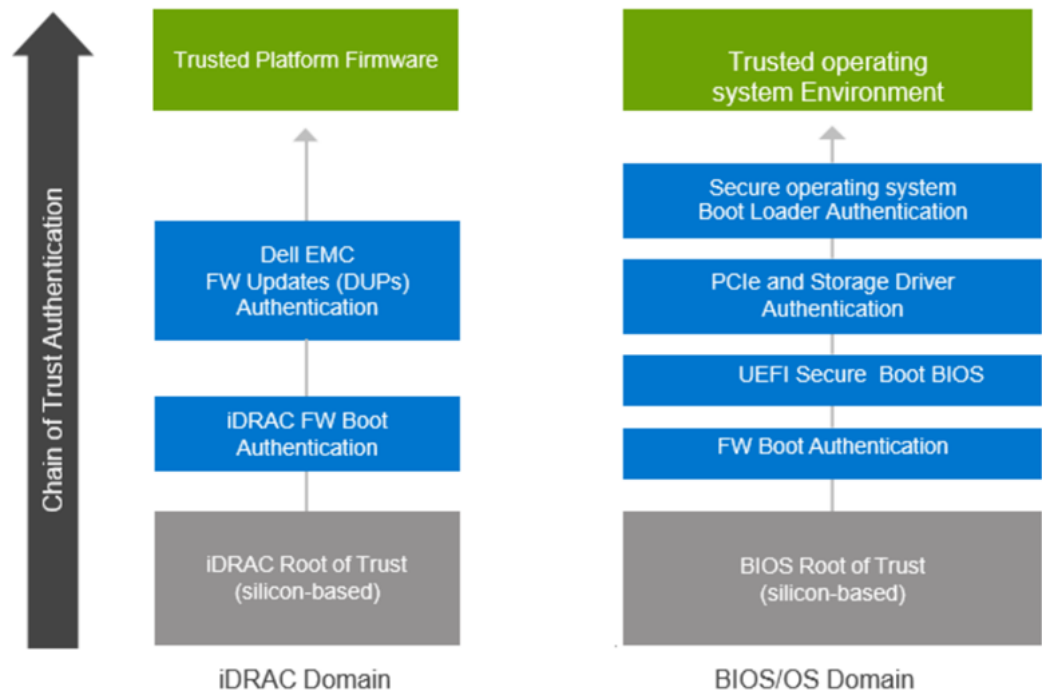 Chain of Trust Authentication
Trusted Platform Firmware
Dell EMC
FW Updates (DUPs)
Authentication
iDRAC FW Boot
Authentication
iDRAC Root of Trust
(silicon-based)
iDRAC Domain
Trusted operating
system Environment
Secure operating system
Boot Loader Authentication
PCIe and Storage Driver
Authentication
UEFI Secure Boot BIOS
FW Boot Authentication
BIOS Root of Trust
(silicon-based)
BIOS/OS Domain